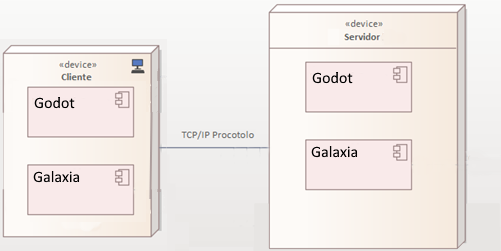 «device»
Cliente
Godot
Galaxia
TCP/IP Procotolo
«device»
Servidor
Godot
Galaxia